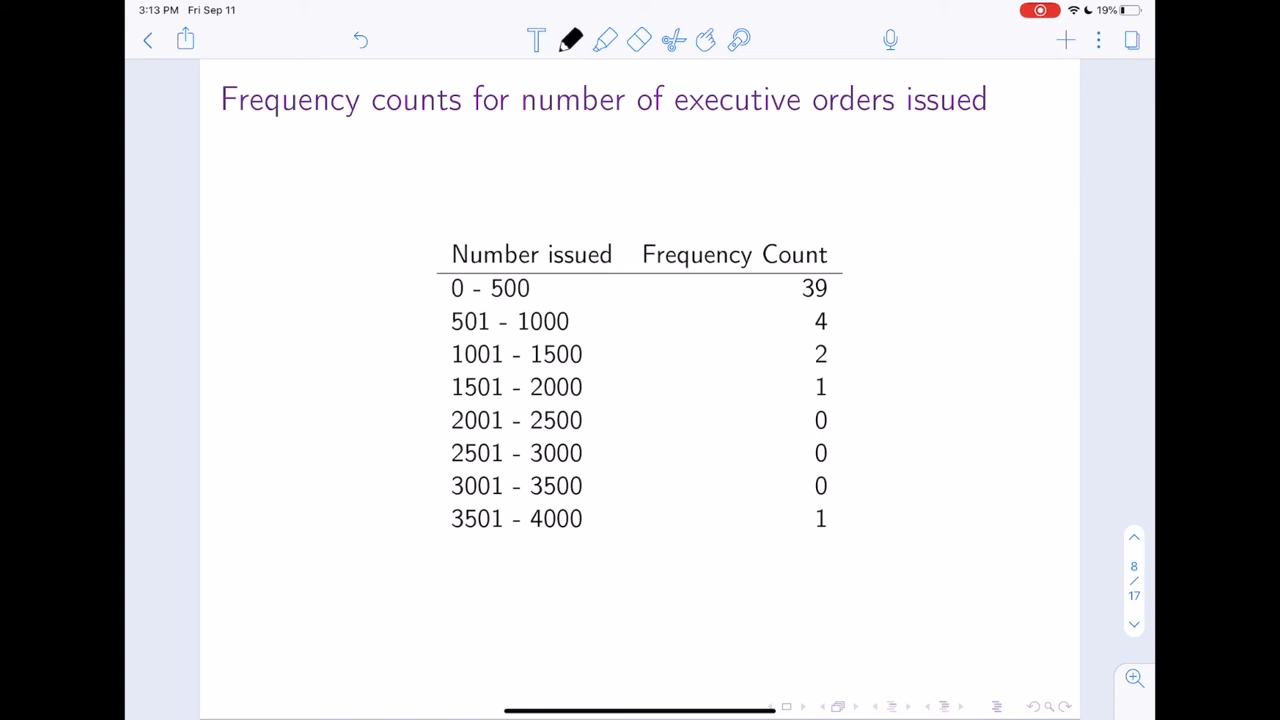 3:13 PM Fri Sep 11
19%
T
Frequency counts for number of executive orders issued
Number issued Frequency Count
0 - 500 39
501 - 1000 4
1001 - 1500 2
1501 - 2000 1
2001 - 2500 0
2501 - 3000 0
3001 - 3500 0
3501 - 4000 1
8
/
17